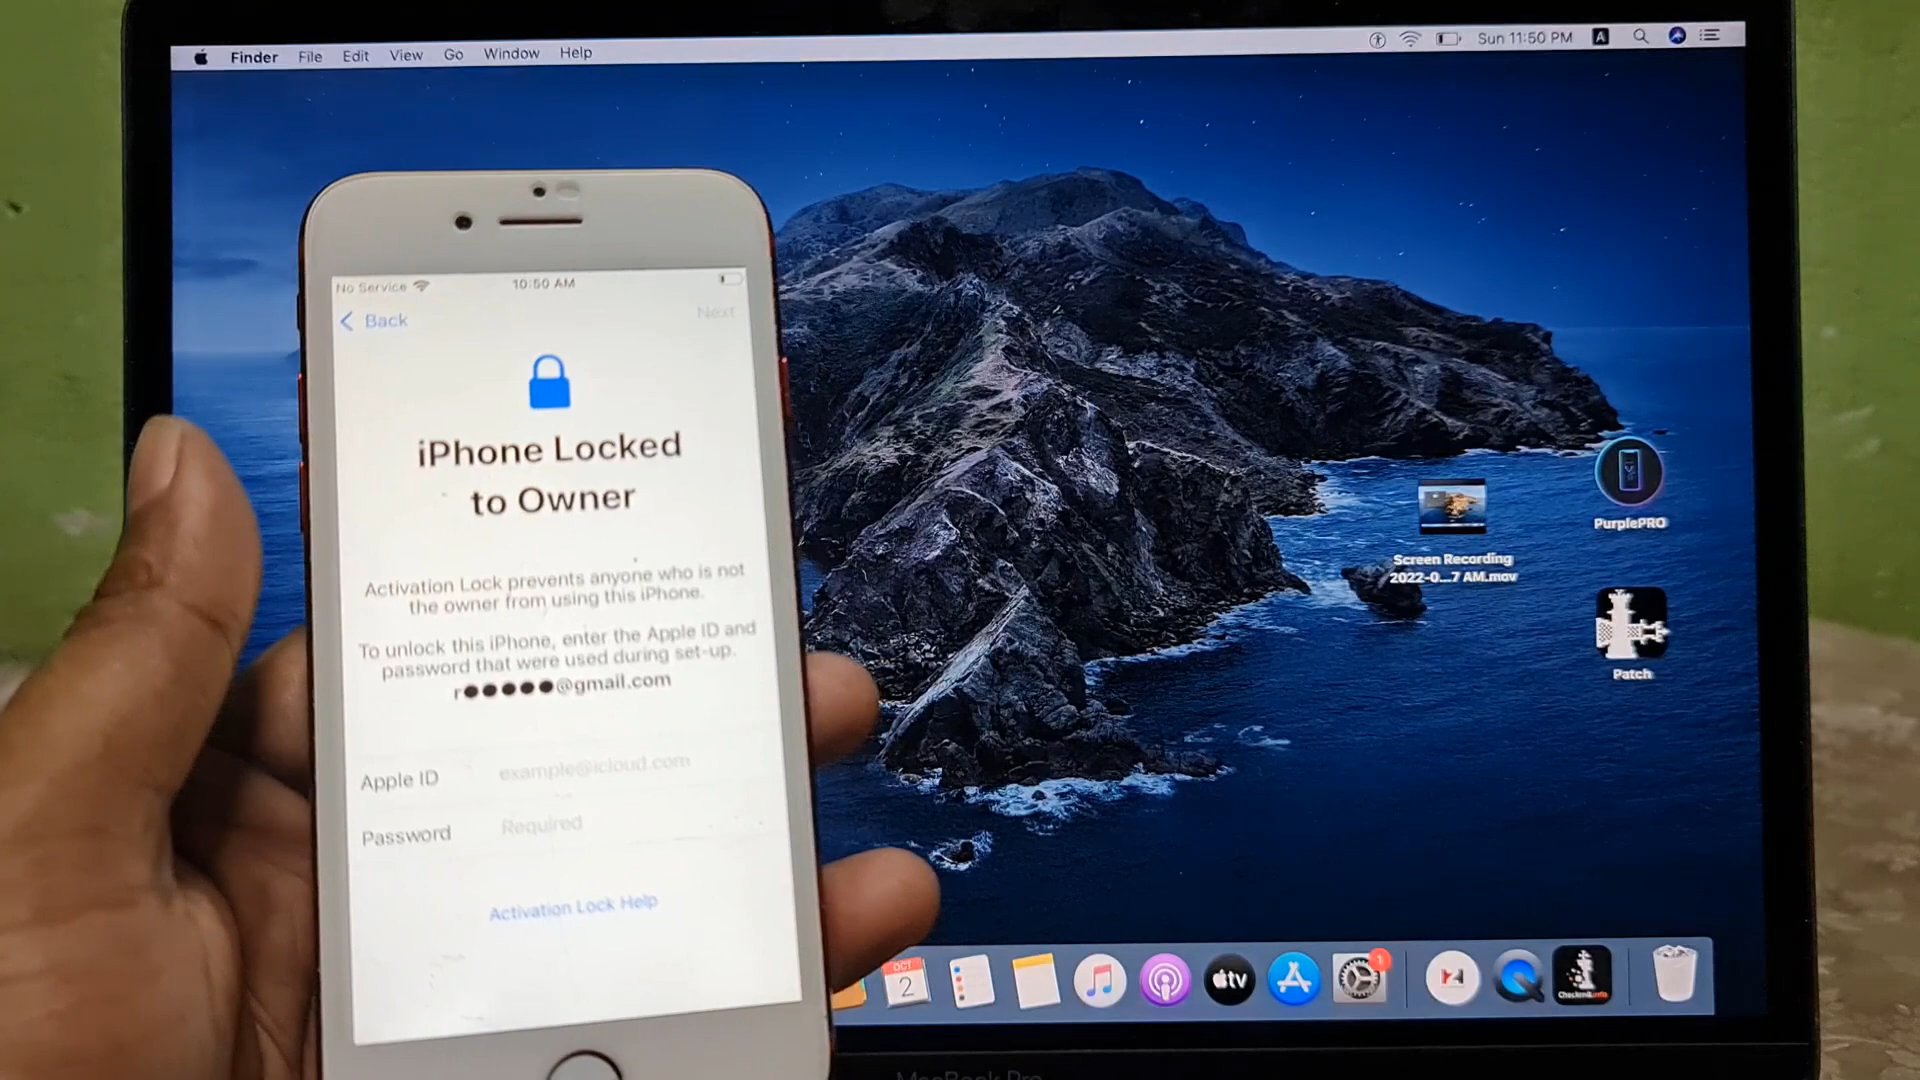 Finder File Edit View Go Window Help
Sun 11:50 PM
A
No Service
10:50 AM
Back
Next
iPhone Locked
to Owner
Activation Lock prevents anyone who is not
the owner from using this iPhone.
To unlock this iPhone, enter the Apple ID and
password that were used during set-up.
r●●●●●@gmail.com
Apple ID example@icloud.com
Password Required
Activation Lock Help
PurplePRO
Screen Recording
2022-0...7 AM.mov
Patch
OCT
2
tv
1
MacBook Pro